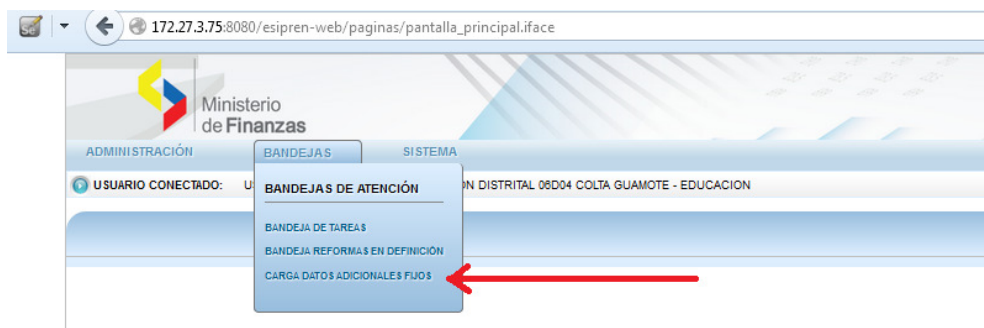 172.27.3.75:8080/esipren-web/paginas/pantalla_principal.iface
Ministerio
de Finanzas
ADMINISTRACIÓN BANDEJAS SISTEMA
USUARIO CONECTADO: US N DISTRITAL 06D04 COLTA GUAMOTE - EDUCACION
BANDEJAS DE ATENCIÓN
BANDEJA DE TAREAS
BANDEJA REFORMAS EN DEFINICIÓN
CARGA DATOS ADICIONALES FIJOS